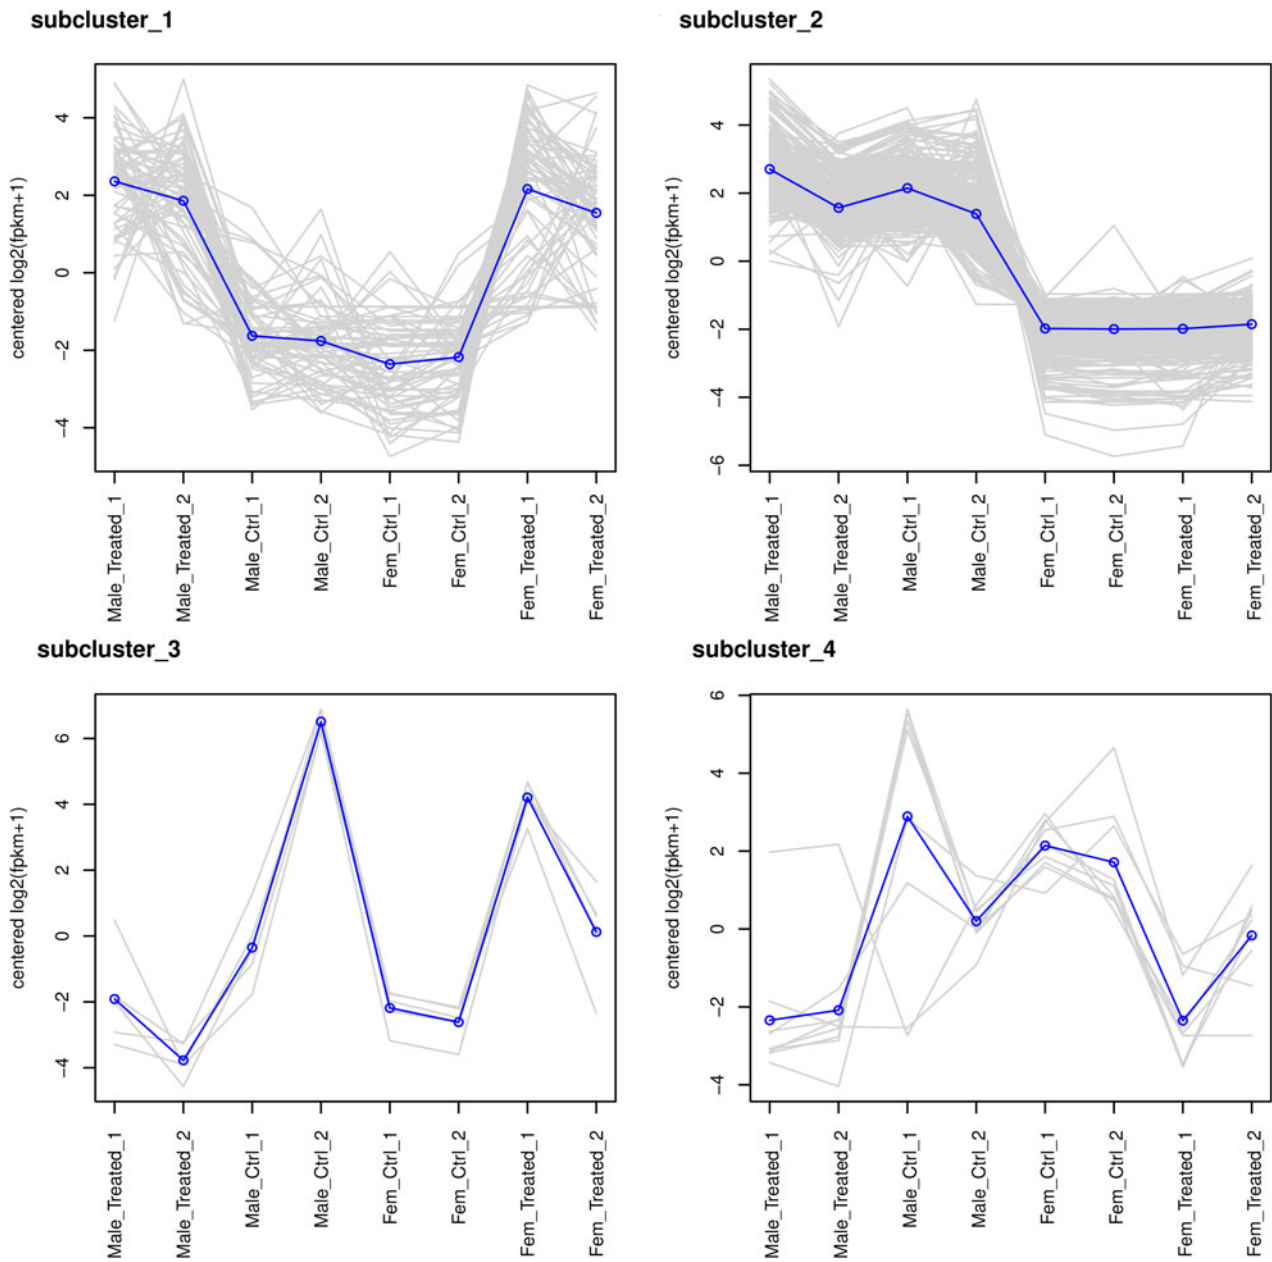 subcluster_1
centered log2(fpkm+1)
4
2
0
−2
−4
Male_Treated_1
Male_Treated_2
Male_Ctrl_1
Male_Ctrl_2
Fem_Ctrl_1
Fem_Ctrl_2
Fem_Treated_1
Fem_Treated_2
subcluster_2
centered log2(fpkm+1)
4
2
0
−2
−4
−6
Male_Treated_1
Male_Treated_2
Male_Ctrl_1
Male_Ctrl_2
Fem_Ctrl_1
Fem_Ctrl_2
Fem_Treated_1
Fem_Treated_2
subcluster_3
centered log2(fpkm+1)
6
4
2
0
−2
−4
Male_Treated_1
Male_Treated_2
Male_Ctrl_1
Male_Ctrl_2
Fem_Ctrl_1
Fem_Ctrl_2
Fem_Treated_1
Fem_Treated_2
subcluster_4
centered log2(fpkm+1)
6
4
2
0
−2
−4
Male_Treated_1
Male_Treated_2
Male_Ctrl_1
Male_Ctrl_2
Fem_Ctrl_1
Fem_Ctrl_2
Fem_Treated_1
Fem_Treated_2